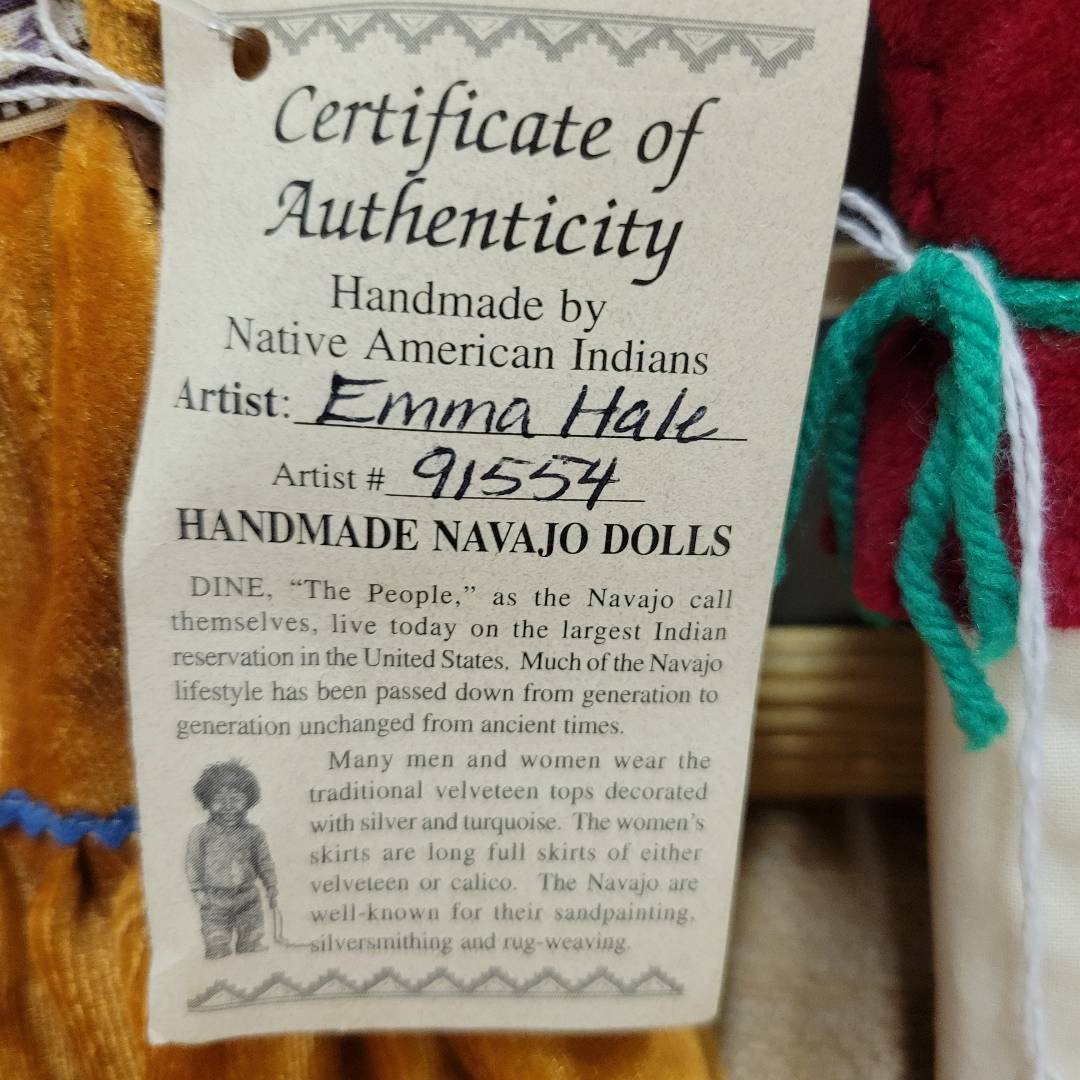 Certificate of
Authenticity
Handmade by
Native American Indians
Artist: Emma Hale
Artist # 91554
HANDMADE NAVAJO DOLLS
DINE, “The People,” as the Navajo call
themselves, live today on the largest Indian
reservation in the United States. Much of the Navajo
lifestyle has been passed down from generation to
generation unchanged from ancient times.
Many men and women wear the
traditional velveteen tops decorated
with silver and turquoise. The women’s
skirts are long full skirts of either
velveteen or calico. The Navajo are
well-known for their sandpainting,
silversmithing and rug-weaving.